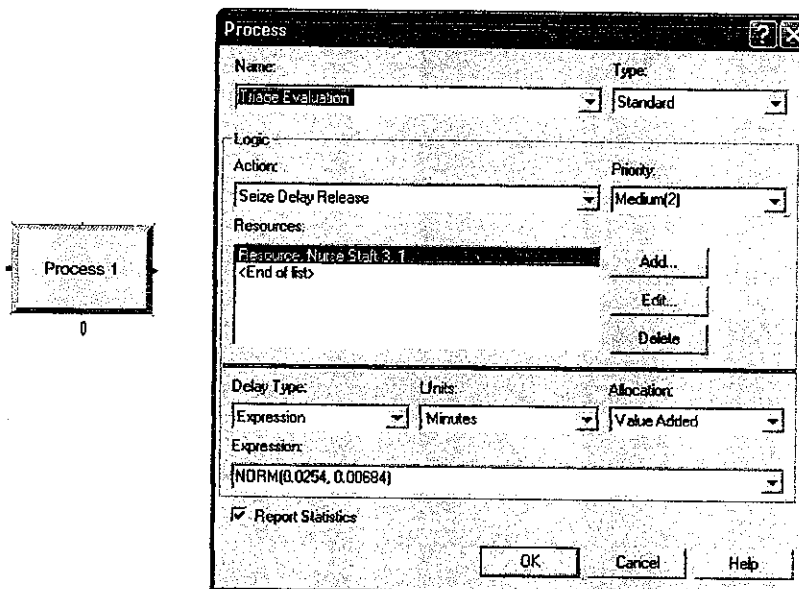 Process
Name:
Type:
Triage Evaluation
Standard
Logic
Action:
Priority:
Seize Delay Release
Medium(2)
Resources:
Resource, Nurse Staff 3, 1
<End of list>
Add...
Edit...
Delete
Process 1
0
Delay Type:
Units:
Allocation:
Expression
Minutes
Value Added
Expression:
NORM(0.0254, 0.00684)
Report Statistics
OK
Cancel
Help